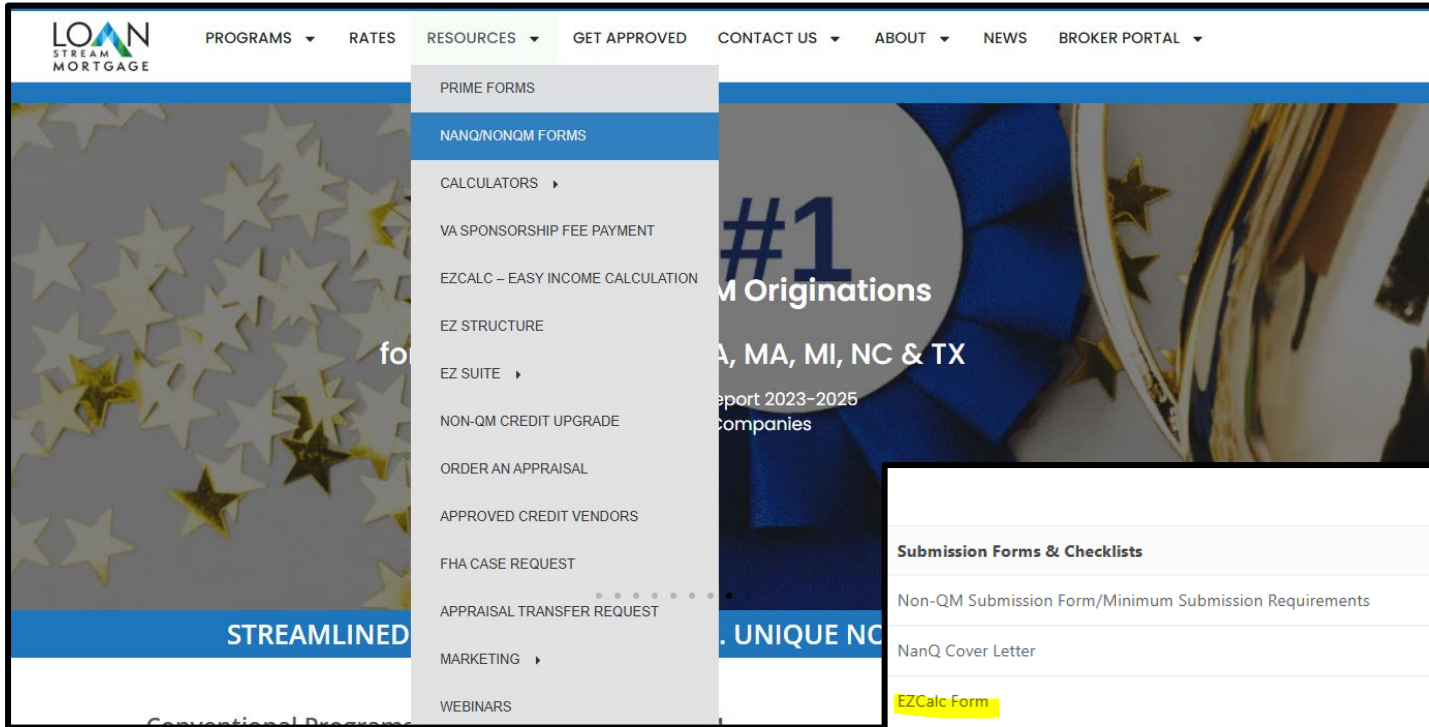 LOAN
STREAM
MORTGAGE
PROGRAMS RATES RESOURCES GET APPROVED CONTACT US ABOUT NEWS BROKER PORTAL
PRIME FORMS
NANQ/NONQM FORMS
CALCULATORS
VA SPONSORSHIP FEE PAYMENT
EZCALC – EASY INCOME CALCULATION
EZ STRUCTURE
EZ SUITE
NON-QM CREDIT UPGRADE
ORDER AN APPRAISAL
APPROVED CREDIT VENDORS
FHA CASE REQUEST
APPRAISAL TRANSFER REQUEST
MARKETING
WEBINARS
#1
M Originations
fo A, MA, MI, NC & TX
eport 2023-2025
Companies
STREAMLINED . UNIQUE NO
Conventional Programs
Submission Forms & Checklists
Non-QM Submission Form/Minimum Submission Requirements
NanQ Cover Letter
EZCalc Form